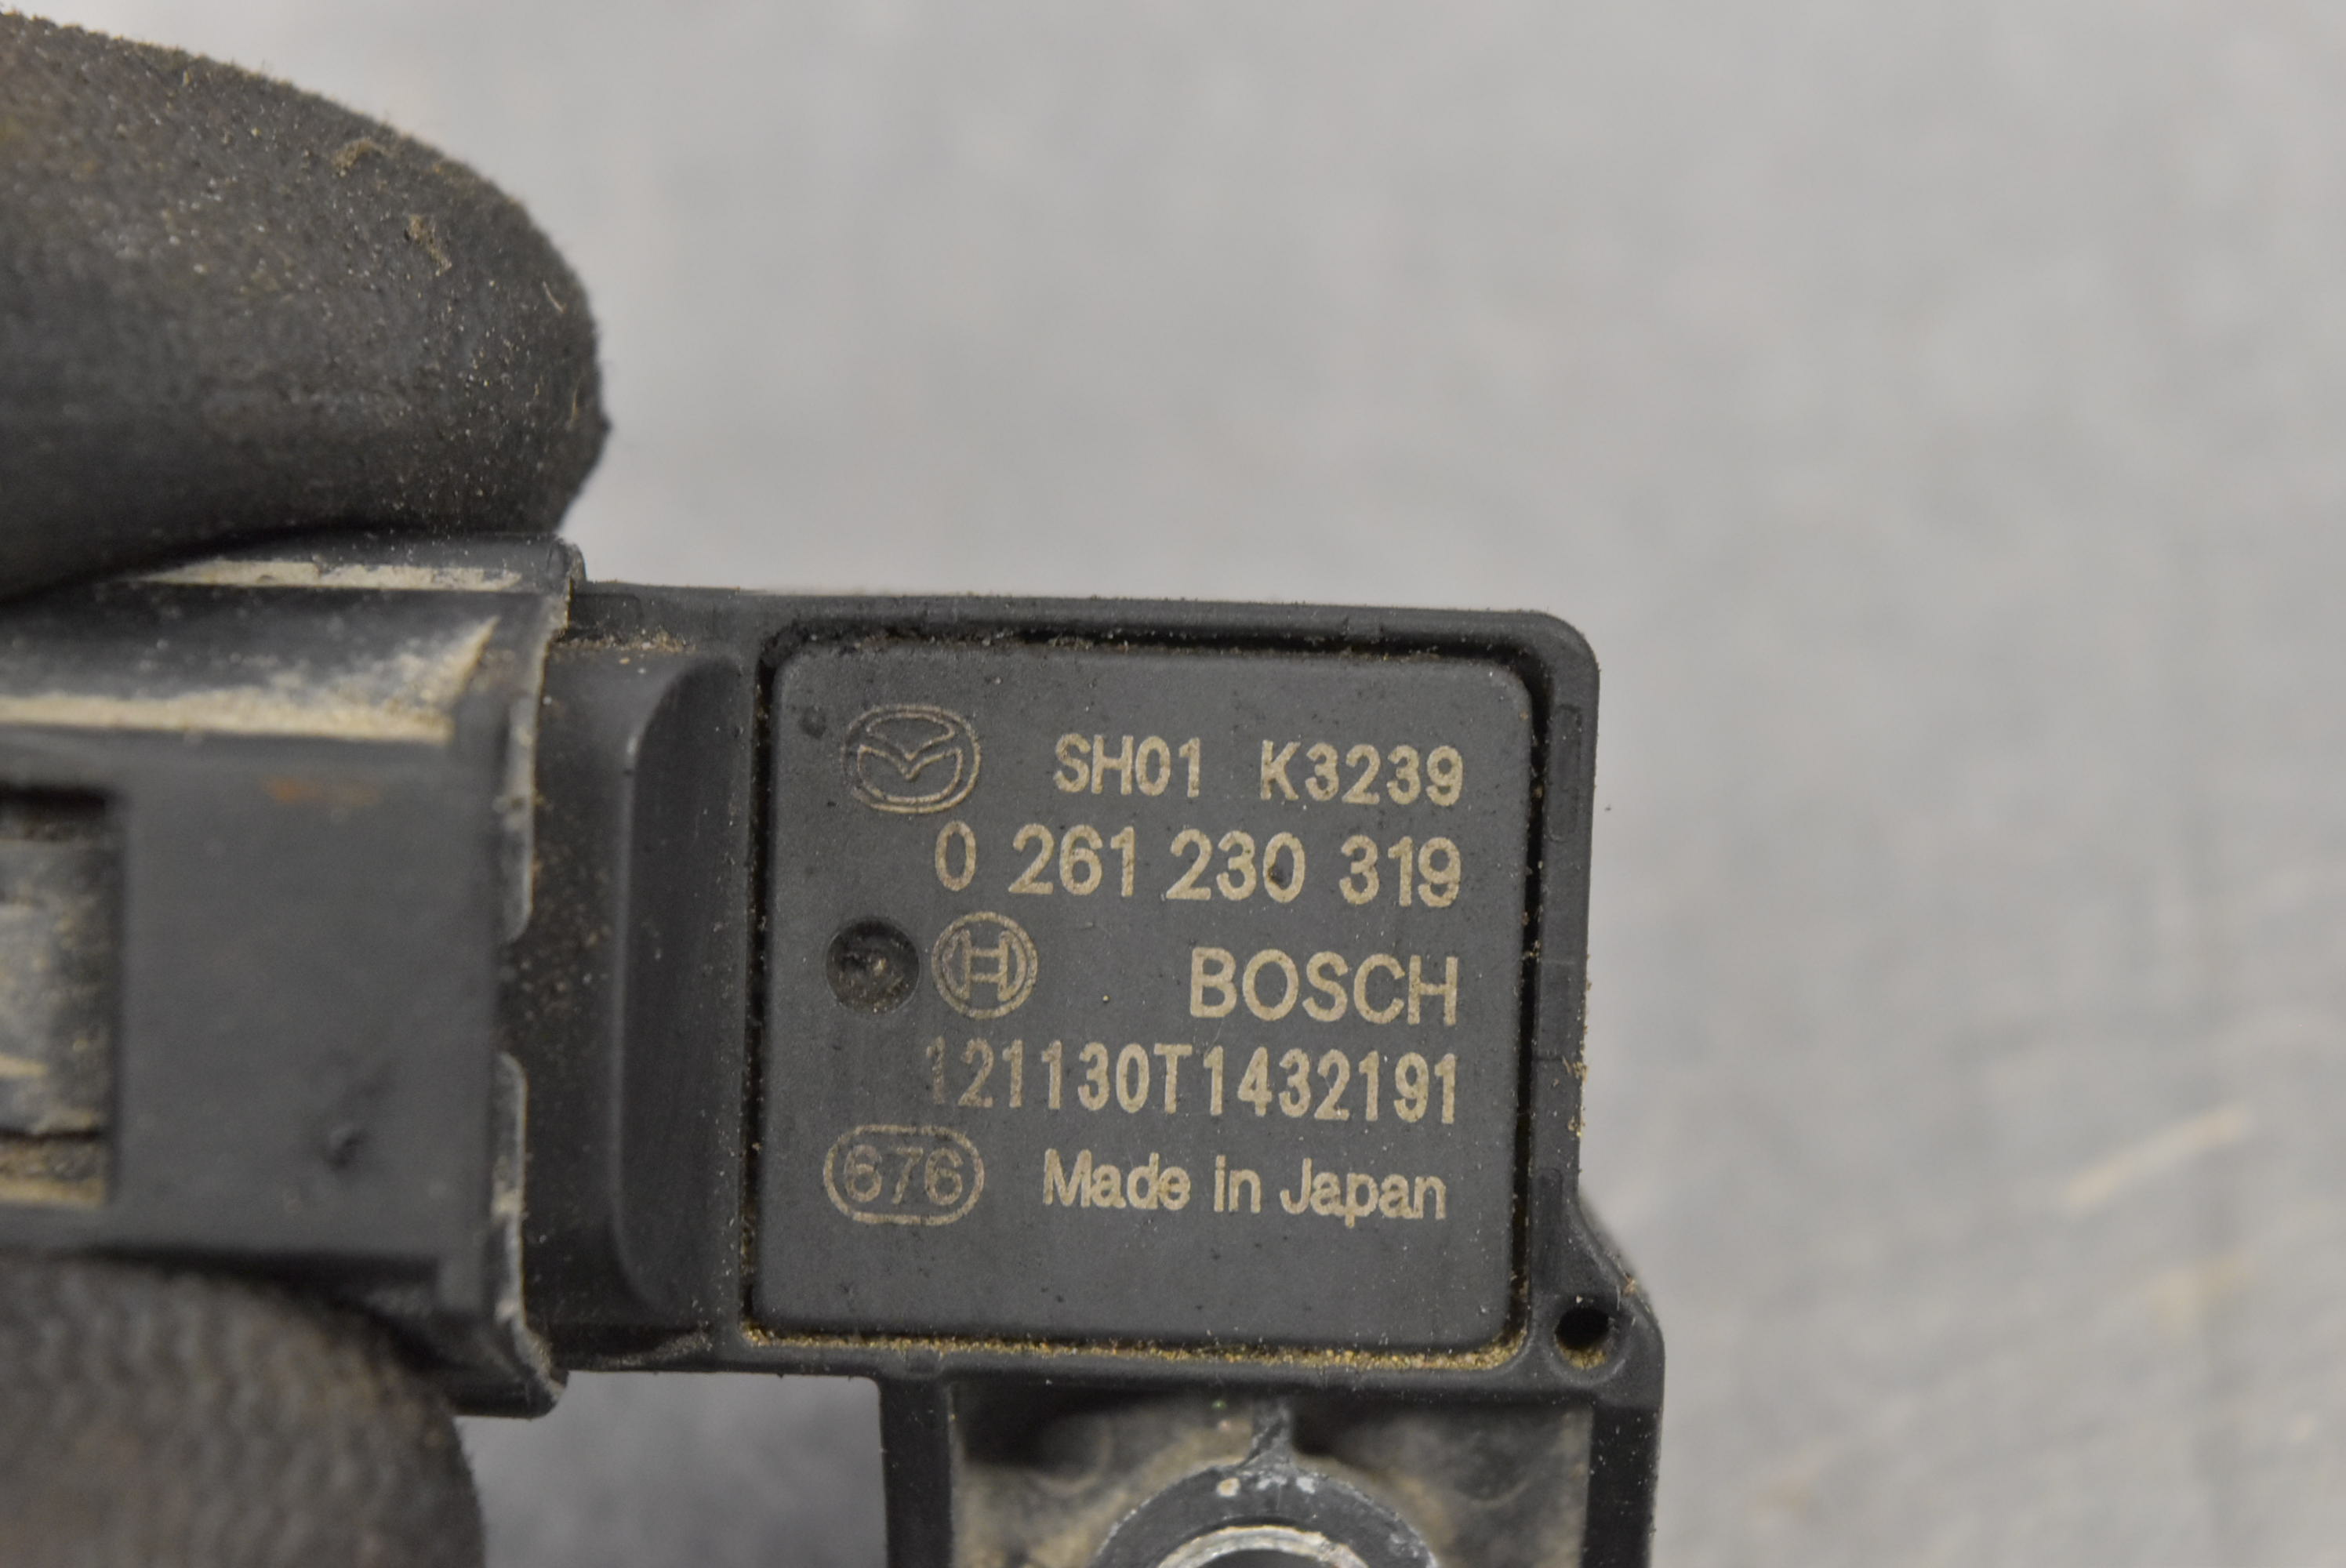 SH01 K3239
0 261 230 319
BOSCH
121130T1432191
676 Made in Japan